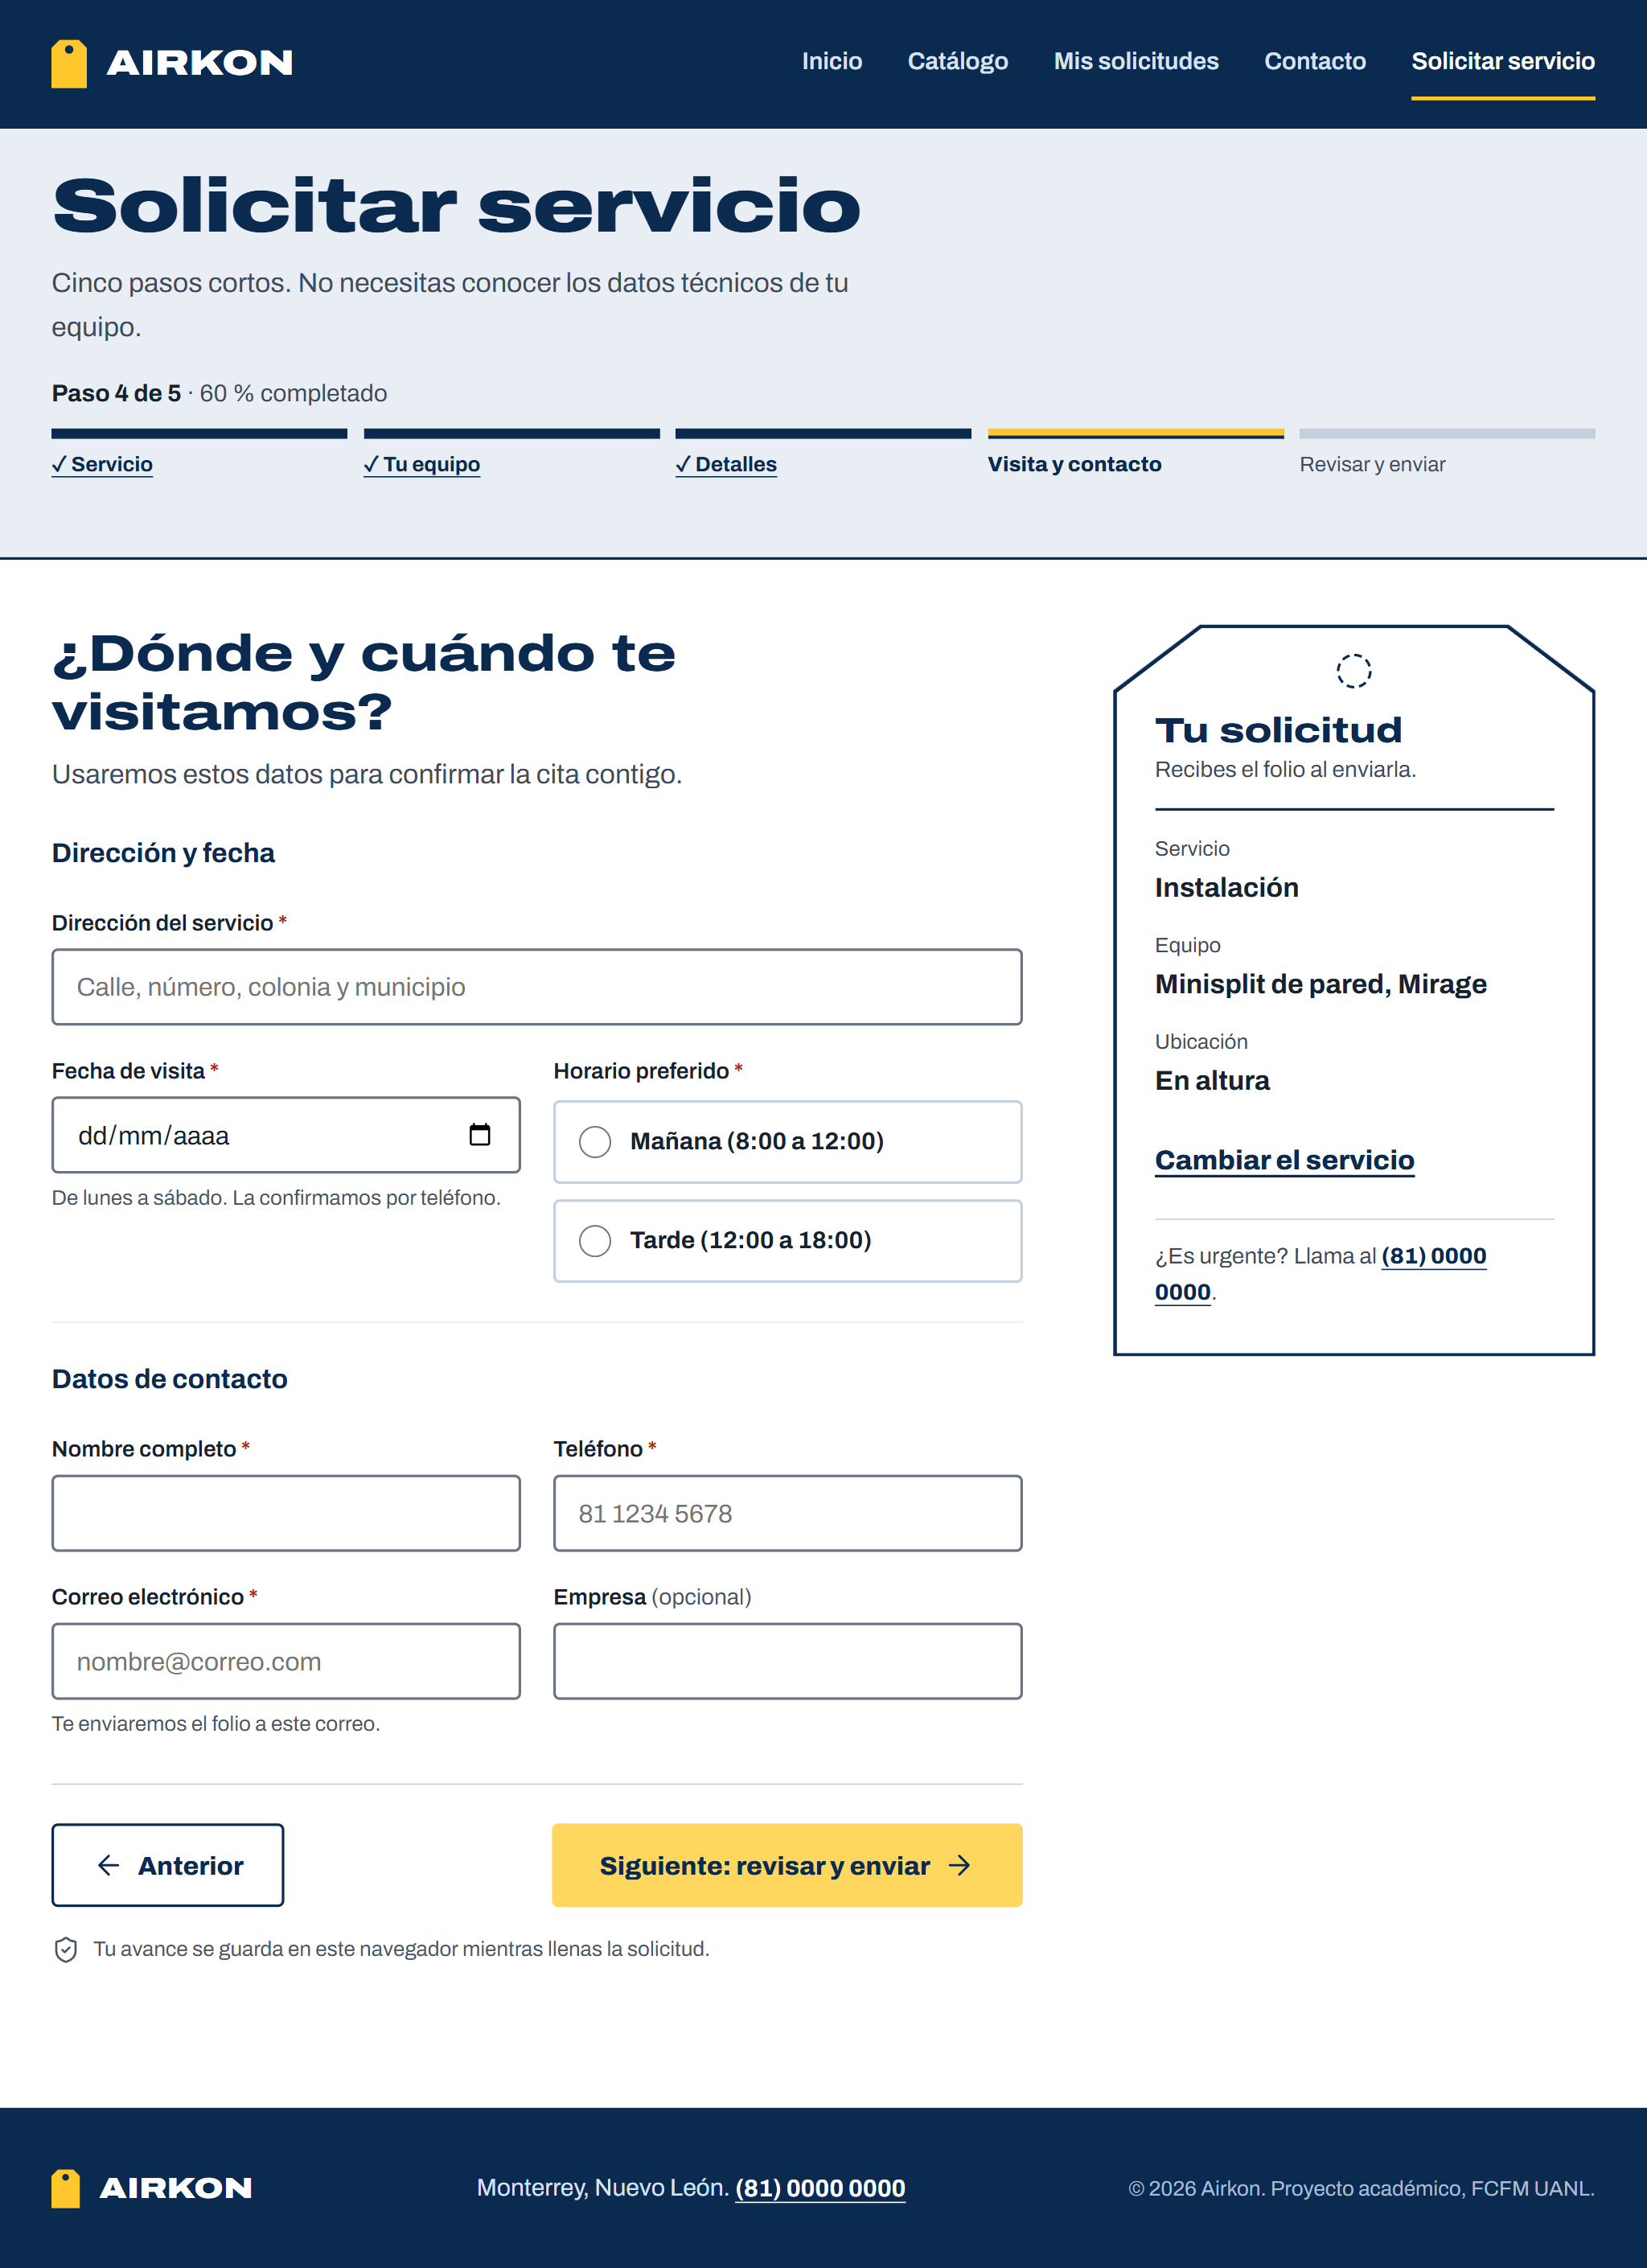 AIRKON
Inicio
Catálogo
Mis solicitudes
Contacto
Solicitar servicio
Solicitar servicio
Cinco pasos cortos. No necesitas conocer los datos técnicos de tu
equipo.
Paso 4 de 5 · 60 % completado
✓ Servicio
✓ Tu equipo
✓ Detalles
Visita y contacto
Revisar y enviar
¿Dónde y cuándo te
visitamos?
Usaremos estos datos para confirmar la cita contigo.
Dirección y fecha
Dirección del servicio *
Calle, número, colonia y municipio
Fecha de visita *
dd/mm/aaaa
De lunes a sábado. La confirmamos por teléfono.
Horario preferido *
Mañana (8:00 a 12:00)
Tarde (12:00 a 18:00)
Datos de contacto
Nombre completo *
Teléfono *
81 1234 5678
Correo electrónico *
nombre@correo.com
Te enviaremos el folio a este correo.
Empresa (opcional)
Anterior
Siguiente: revisar y enviar
Tu avance se guarda en este navegador mientras llenas la solicitud.
Tu solicitud
Recibes el folio al enviarla.
Servicio
Instalación
Equipo
Minisplit de pared, Mirage
Ubicación
En altura
Cambiar el servicio
¿Es urgente? Llama al (81) 0000
0000.
AIRKON
Monterrey, Nuevo León. (81) 0000 0000
© 2026 Airkon. Proyecto académico, FCFM UANL.